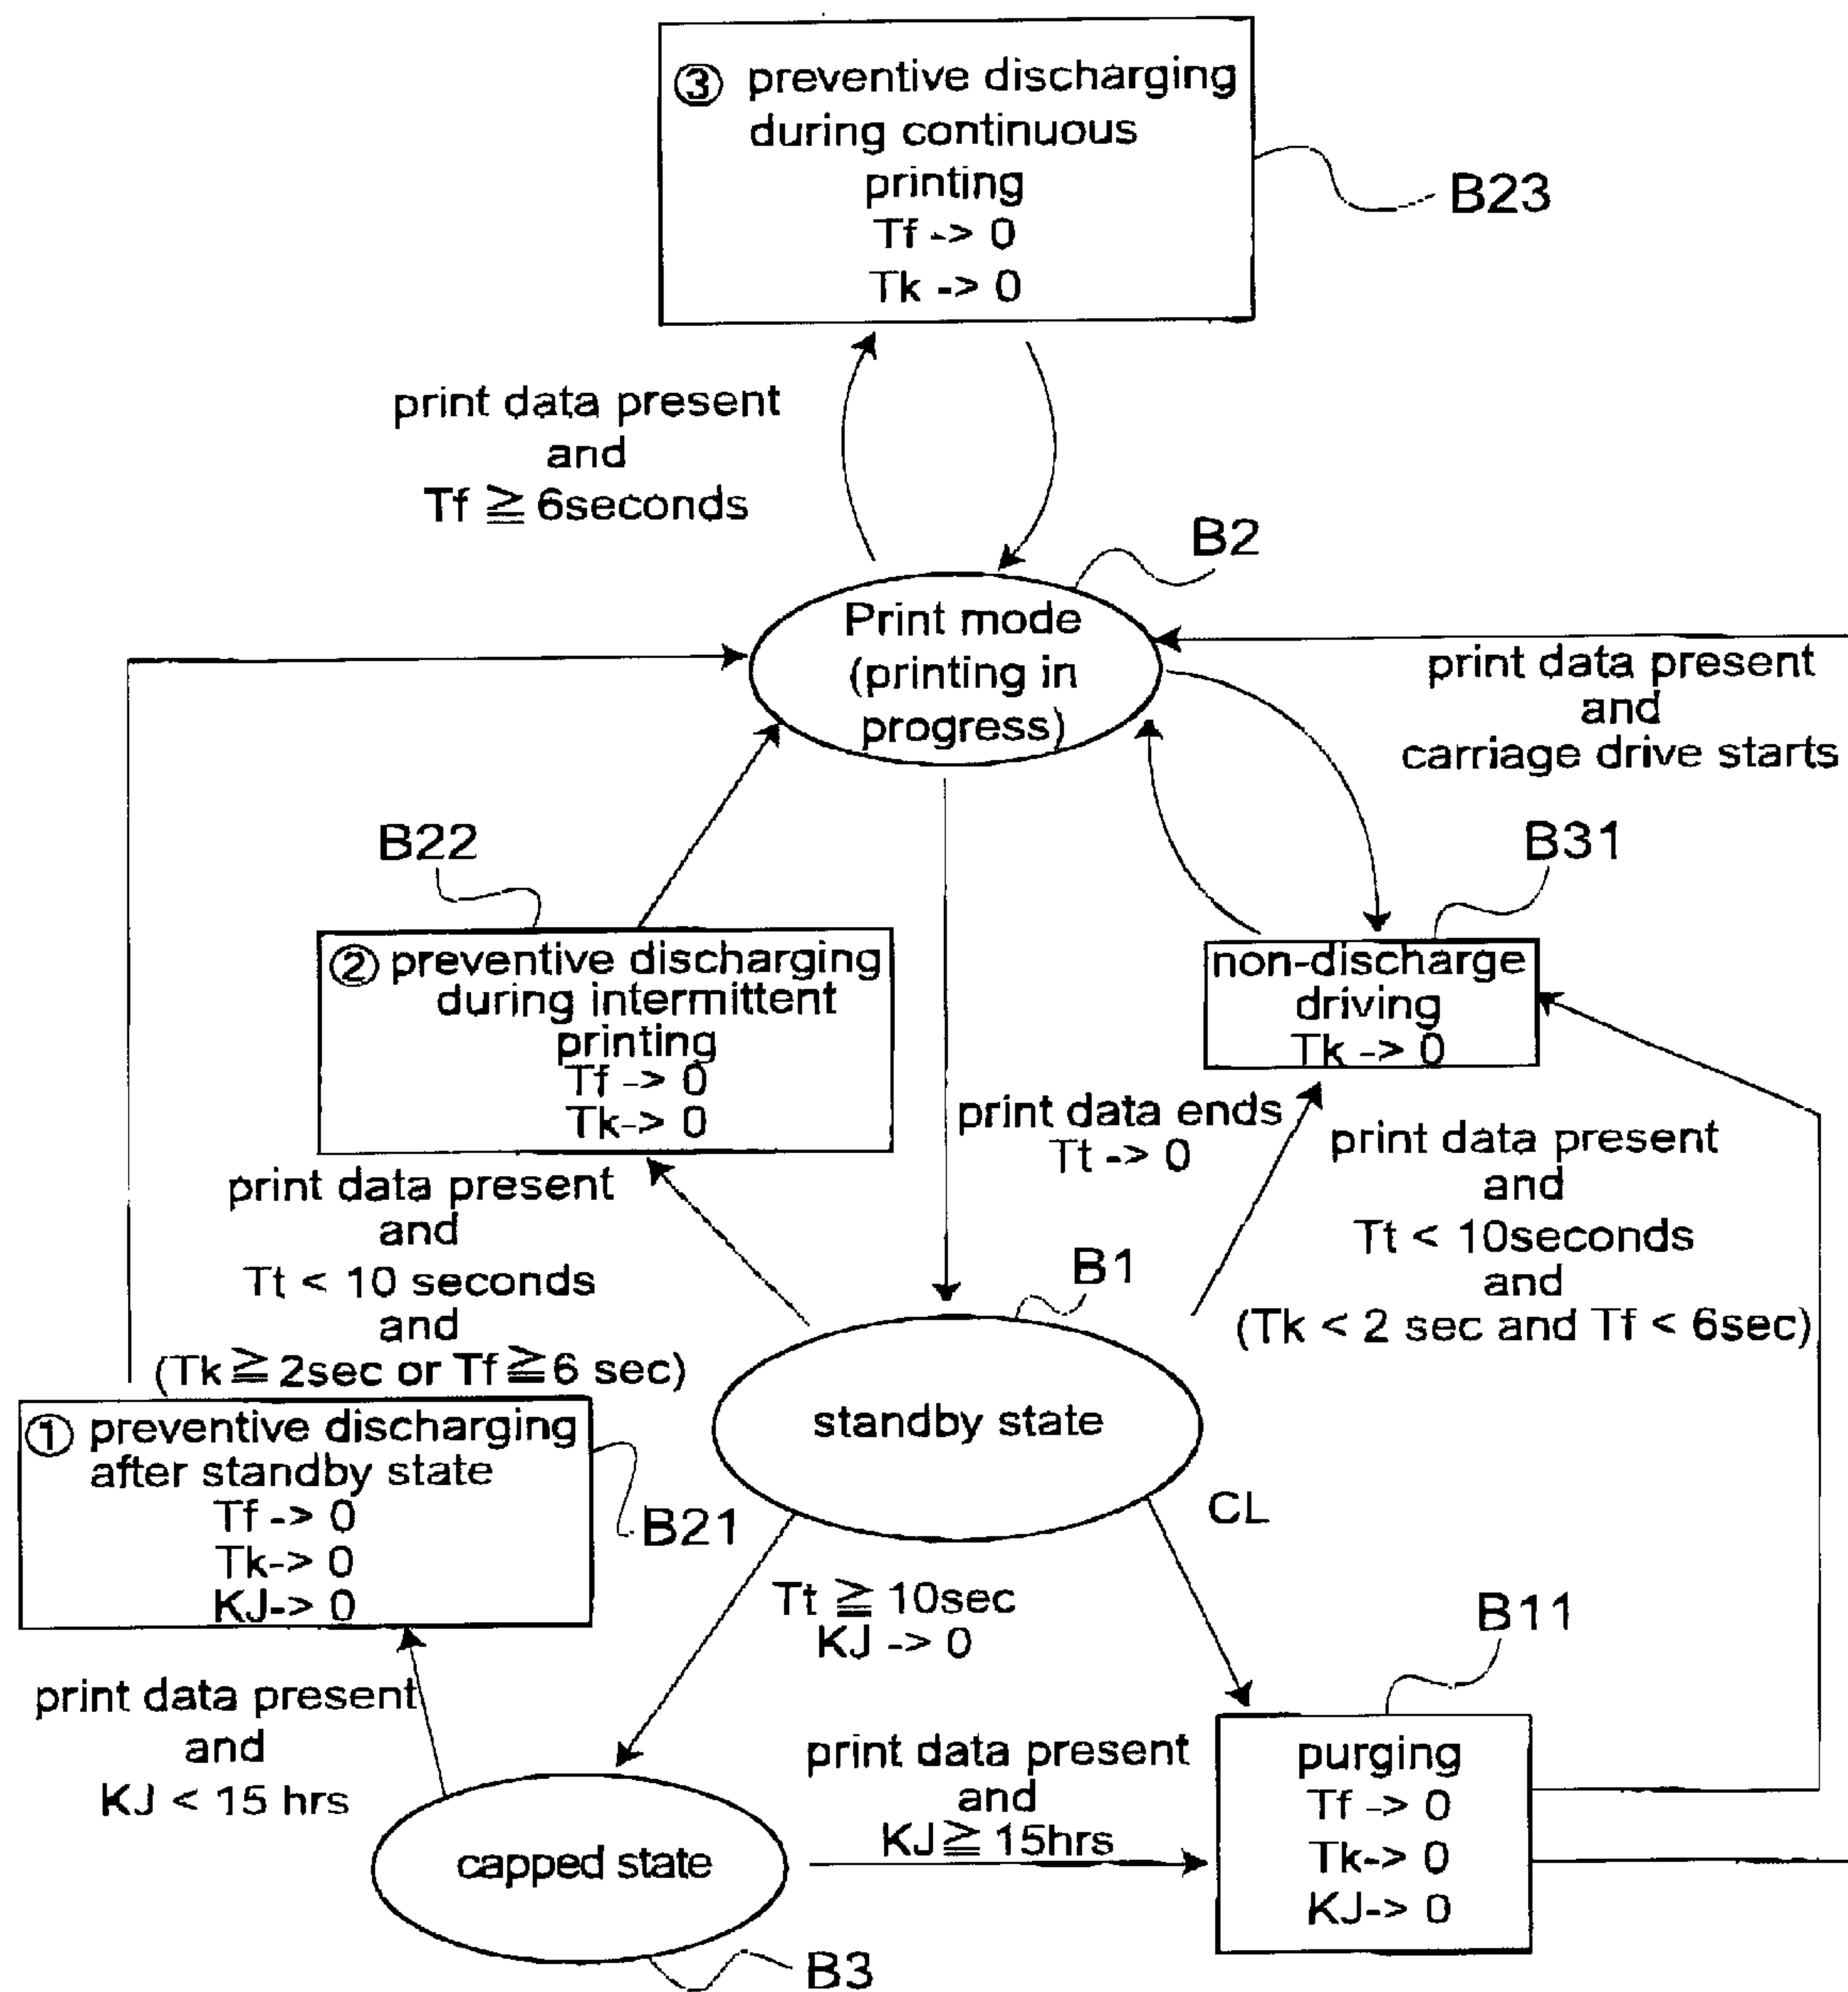 ③ preventive discharging
during continuous
printing
Tf -> 0
Tk -> 0
B23
print data present
and
Tf ≧ 6seconds
B2
Print mode
(printing in
progress)
print data present
and
carriage drive starts
B22
B31
② preventive discharging
during intermittent
printing
Tf -> 0
Tk-> 0
non-discharge
driving
Tk -> 0
print data ends
Tt -> 0
print data present
and
Tt < 10 seconds
and
(Tk ≧ 2sec or Tf ≧ 6 sec)
print data present
and
Tt < 10seconds
and
(Tk < 2 sec and Tf < 6sec)
B1
standby state
① preventive discharging
after standby state
Tf -> 0
Tk-> 0
KJ-> 0
B21
CL
Tt ≧ 10sec
KJ -> 0
B11
print data present
and
KJ < 15 hrs
print data present
and
KJ ≧ 15hrs
purging
Tf -> 0
Tk-> 0
KJ-> 0
capped state
B3